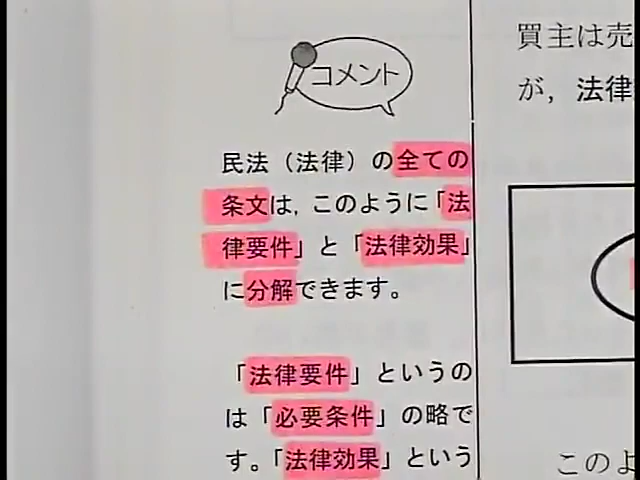 コメント
民法（法律）の全ての
条文は，このように「法
律要件」と「法律効果」
に分解できます。
「法律要件」というの
は「必要条件」の略で
す。「法律効果」という
買主は売
が，法律
このよ